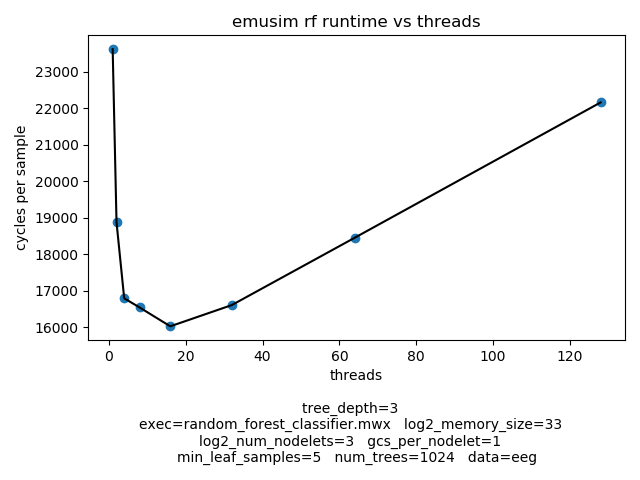 emusim rf runtime vs threads
23000
22000
21000
20000
19000
18000
17000
16000
cycles per sample
0 20 40 60 80 100 120
threads
tree_depth=3
exec=random_forest_classifier.mwx log2_memory_size=33
log2_num_nodelets=3 gcs_per_nodelet=1
min_leaf_samples=5 num_trees=1024 data=eeg